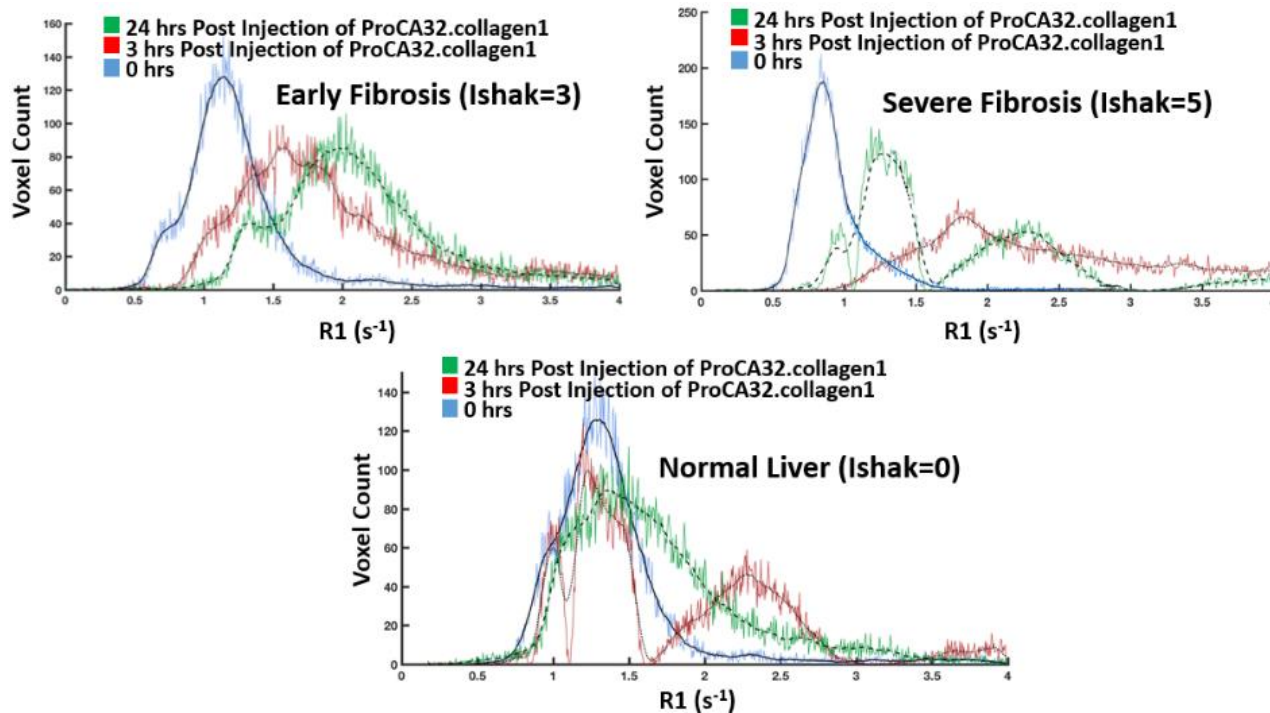 24 hrs Post Injection of ProCA32.collagen1
3 hrs Post Injection of ProCA32.collagen1
0 hrs
Early Fibrosis (Ishak=3)
Voxel Count
160
140
120
100
80
60
40
20
0
0 0.5 1 1.5 2 2.5 3 3.5 4
R1 (s⁻¹)
24 hrs Post Injection of ProCA32.collagen1
3 hrs Post Injection of ProCA32.collagen1
0 hrs
Severe Fibrosis (Ishak=5)
Voxel Count
250
200
150
100
50
0
0 0.5 1 1.5 2 2.5 3 3.5 4
R1 (s⁻¹)
24 hrs Post Injection of ProCA32.collagen1
3 hrs Post Injection of ProCA32.collagen1
0 hrs
Normal Liver (Ishak=0)
Voxel Count
140
120
100
80
60
40
20
0
0 0.5 1 1.5 2 2.5 3 3.5 4
R1 (s⁻¹)